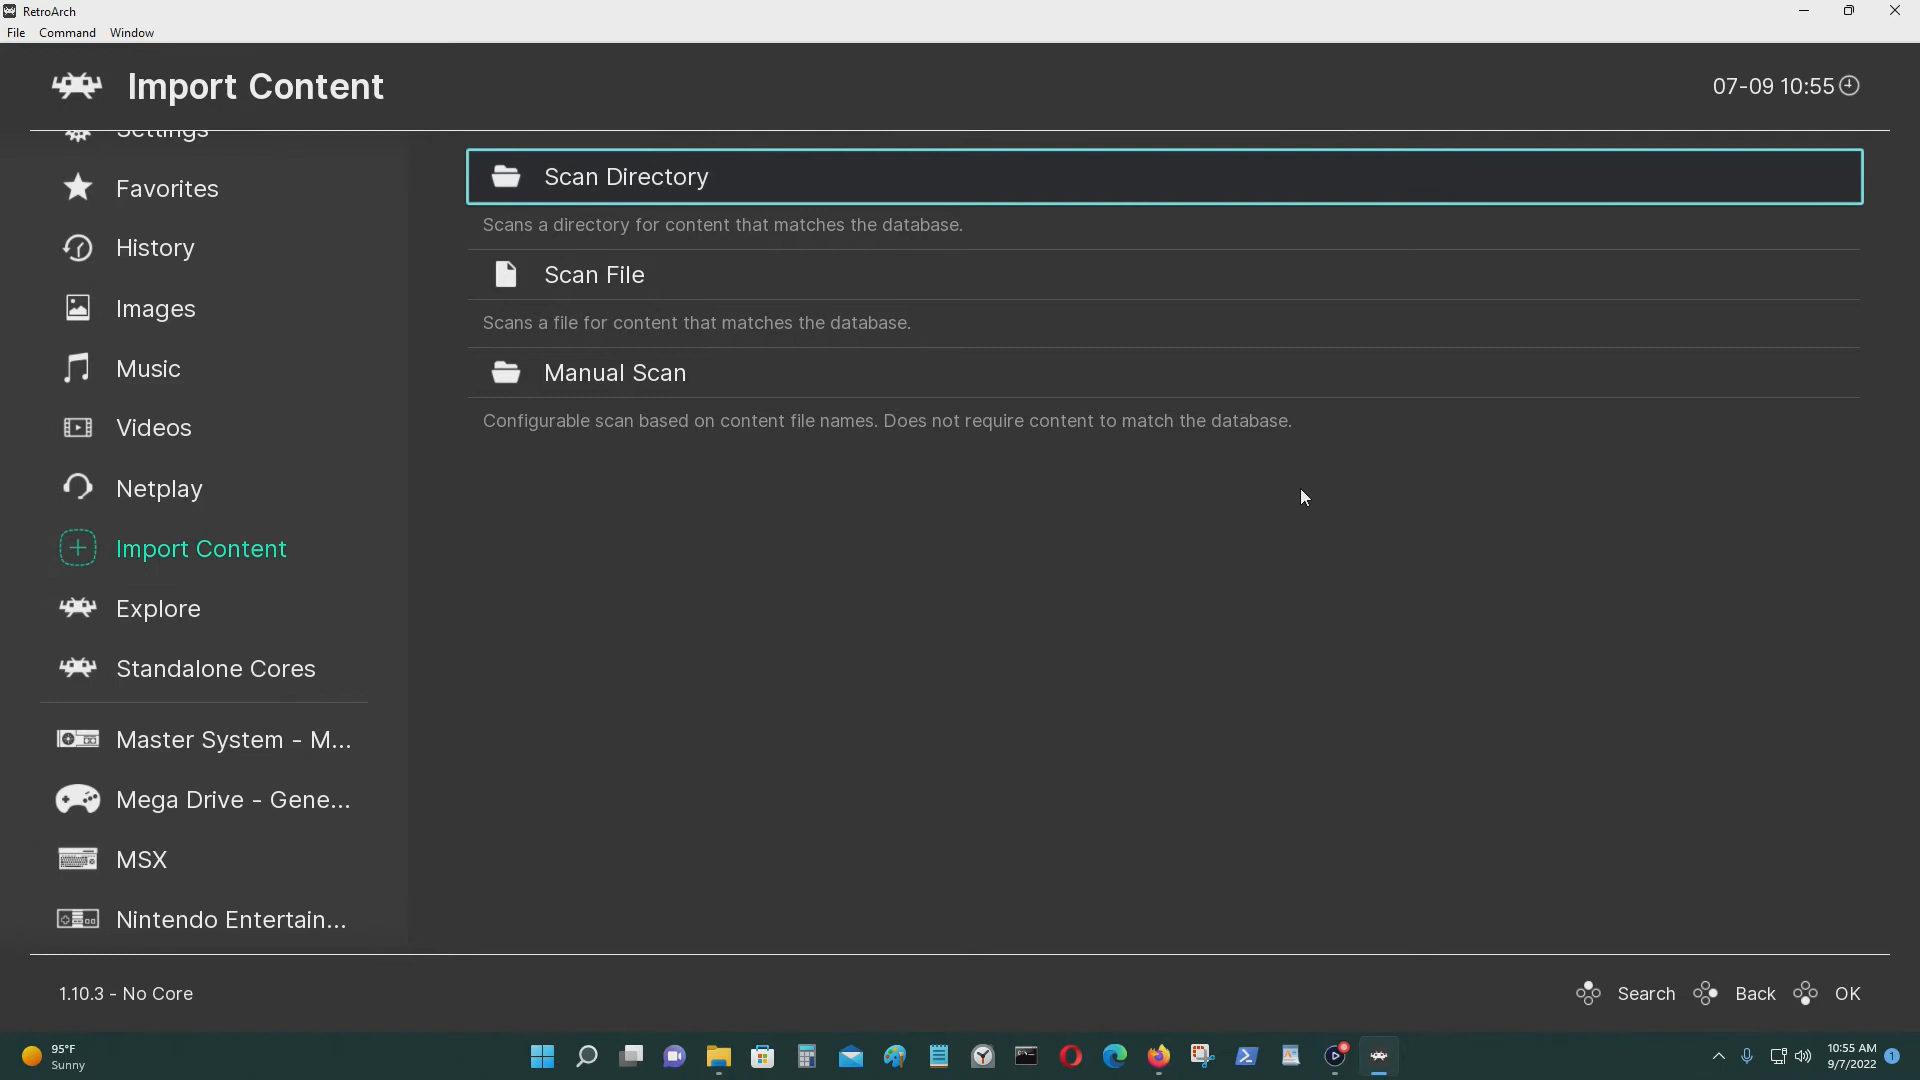 RetroArch
File Command Window
Import Content
07-09 10:55
Settings
Favorites
History
Images
Music
Videos
Netplay
Import Content
Explore
Standalone Cores
Master System - M...
Mega Drive - Gene...
MSX
Nintendo Entertain...
Scan Directory
Scans a directory for content that matches the database.
Scan File
Scans a file for content that matches the database.
Manual Scan
Configurable scan based on content file names. Does not require content to match the database.
1.10.3 - No Core
Search Back OK
95°F
Sunny
10:55 AM
9/7/2022
1